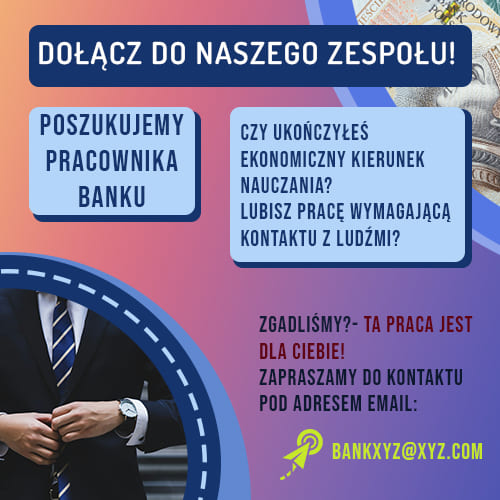 DOŁĄCZ DO NASZEGO ZESPOŁU!
POSZUKUJEMY
PRACOWNIKA
BANKU
CZY UKOŃCZYŁEŚ
EKONOMICZNY KIERUNEK
NAUCZANIA?
LUBISZ PRACĘ WYMAGAJĄCĄ
KONTAKTU Z LUDŹMI?
ZGADLIŚMY?- TA PRACA JEST
DLA CIEBIE!
ZAPRASZAMY DO KONTAKTU
POD ADRESEM EMAIL:
BANKXYZ@XYZ.COM